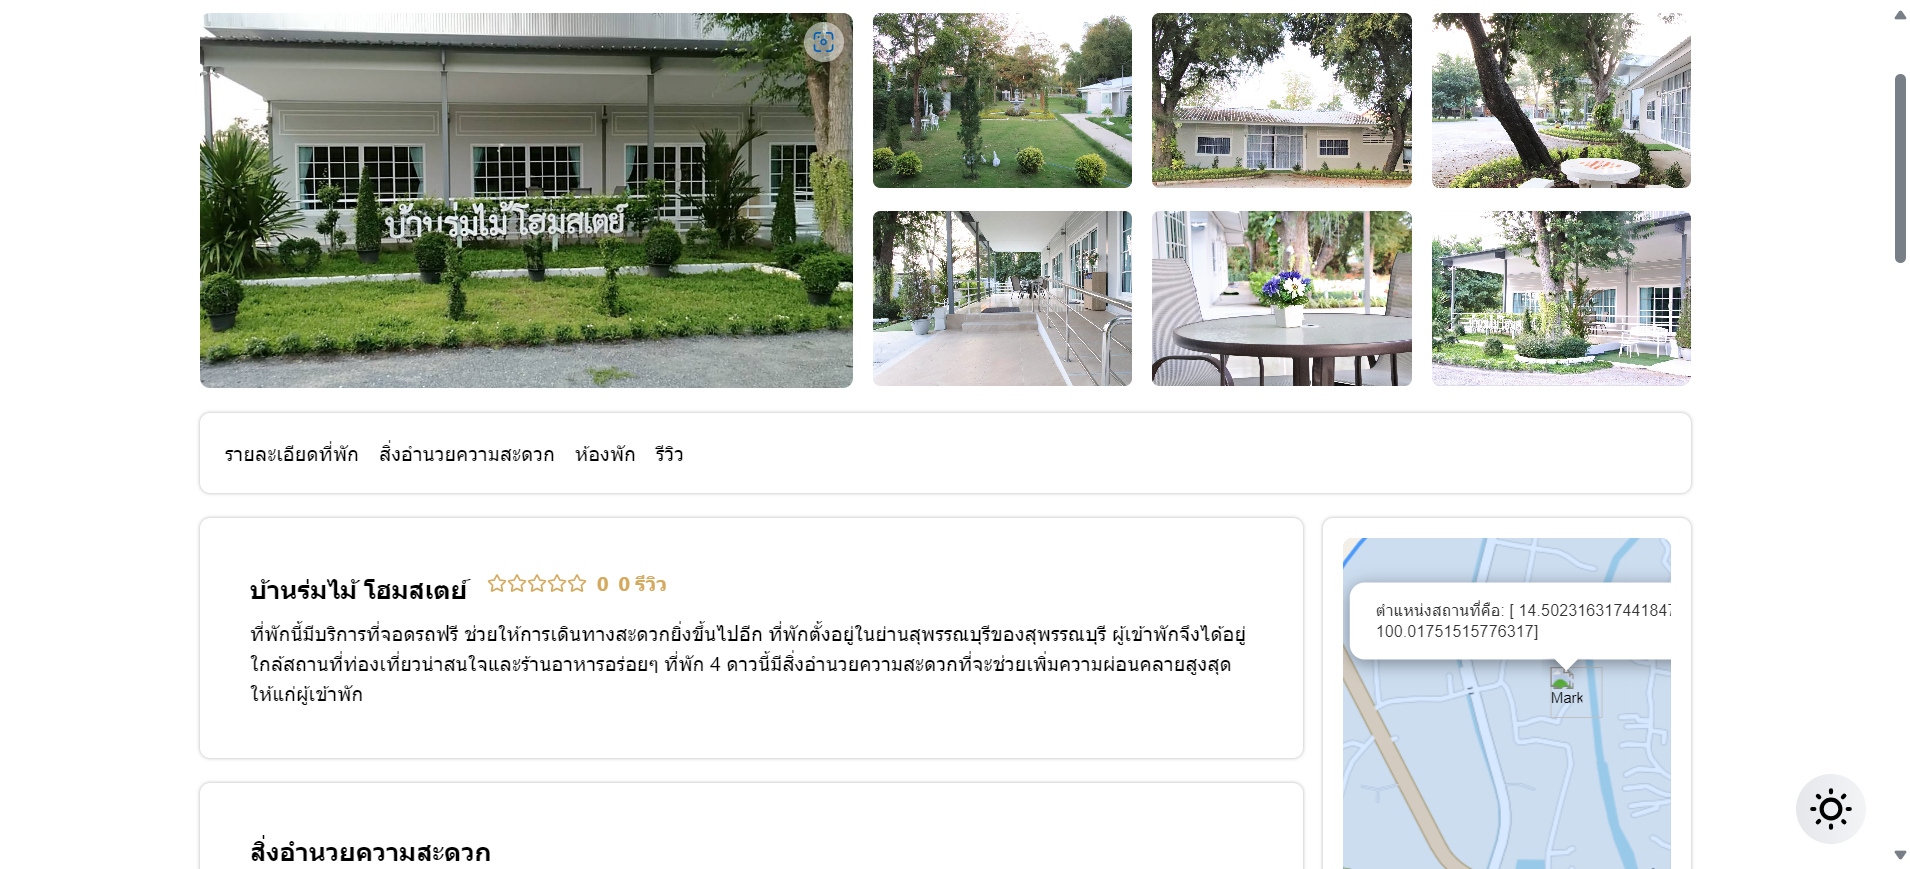 บ้านร่มไม้ โฮมสเตย์
รายละเอียดที่พัก สิ่งอำนวยความสะดวก ห้องพัก รีวิว
บ้านร่มไม้ โฮมสเตย์ 0 0 รีวิว
ที่พักนี้มีบริการที่จอดรถฟรี ช่วยให้การเดินทางสะดวกยิ่งขึ้นไปอีก ที่พักตั้งอยู่ในย่านสุพรรณบุรีของสุพรรณบุรี ผู้เข้าพักจึงได้อยู่
ใกล้สถานที่ท่องเที่ยวน่าสนใจและร้านอาหารอร่อยๆ ที่พัก 4 ดาวนี้มีสิ่งอำนวยความสะดวกที่จะช่วยเพิ่มความผ่อนคลายสูงสุด
ให้แก่ผู้เข้าพัก
ตำแหน่งสถานที่คือ: [ 14.502316317441847
100.01751515776317]
Mark
สิ่งอำนวยความสะดวก